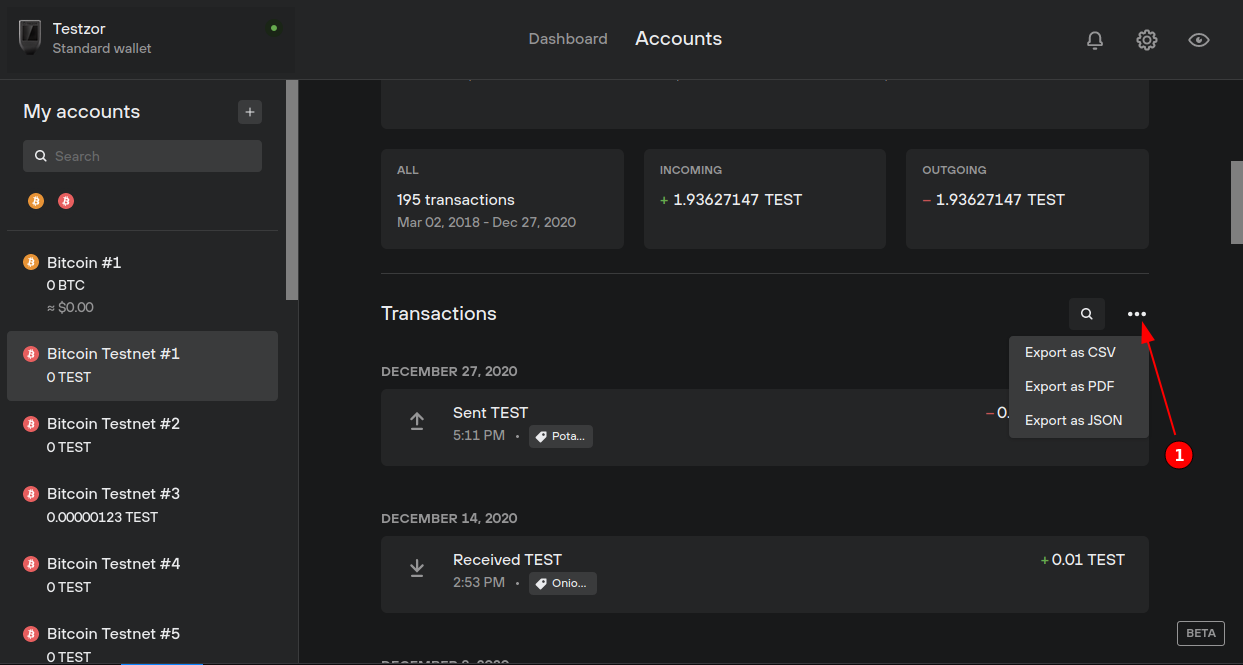 Testzor
Standard wallet
Dashboard
Accounts
My accounts
+
Search
Bitcoin #1
0 BTC
≈ $0.00
Bitcoin Testnet #1
0 TEST
Bitcoin Testnet #2
0 TEST
Bitcoin Testnet #3
0.00000123 TEST
Bitcoin Testnet #4
0 TEST
Bitcoin Testnet #5
0 TEST
ALL
195 transactions
Mar 02, 2018 - Dec 27, 2020
INCOMING
+ 1.93627147 TEST
OUTGOING
− 1.93627147 TEST
Transactions
Export as CSV
Export as PDF
Export as JSON
1
DECEMBER 27, 2020
Sent TEST
− 0.
5:11 PM • Pota...
DECEMBER 14, 2020
Received TEST
+ 0.01 TEST
2:53 PM • Onio...
BETA